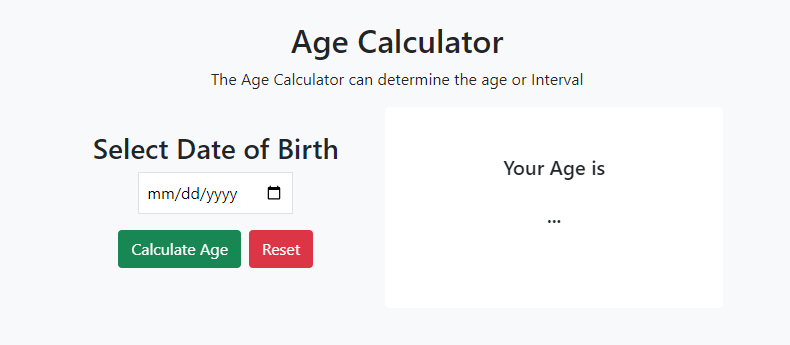 Age Calculator
The Age Calculator can determine the age or Interval
Select Date of Birth
mm/dd/yyyy
Calculate Age
Reset
Your Age is
...